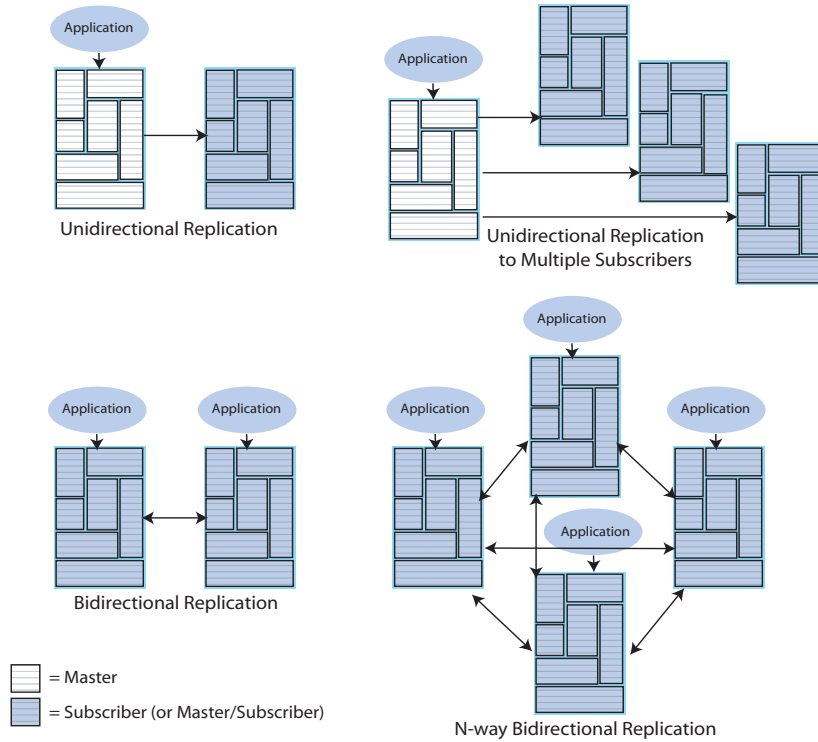 Application
Unidirectional Replication
Application
Unidirectional Replication
to Multiple Subscribers
Application
Application
Bidirectional Replication
Application
Application
Application
Application
N-way Bidirectional Replication
= Master
= Subscriber (or Master/Subscriber)